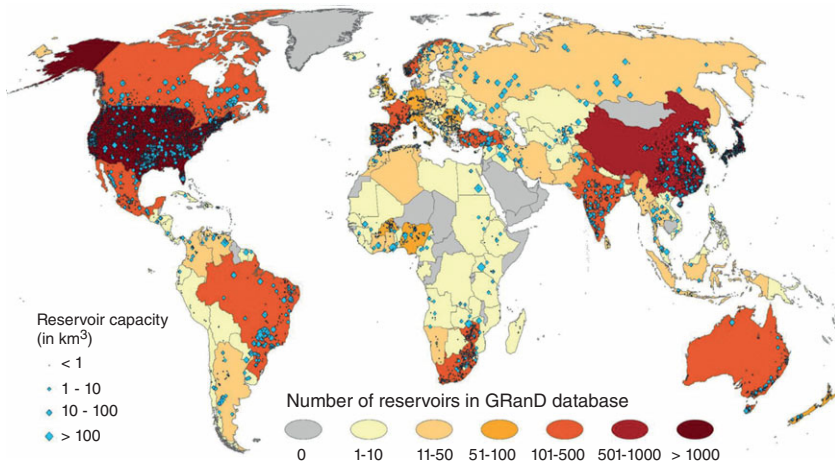 Reservoir capacity
(in km³)
< 1
1 - 10
10 - 100
> 100
Number of reservoirs in GRanD database
0 1-10 11-50 51-100 101-500 501-1000 > 1000